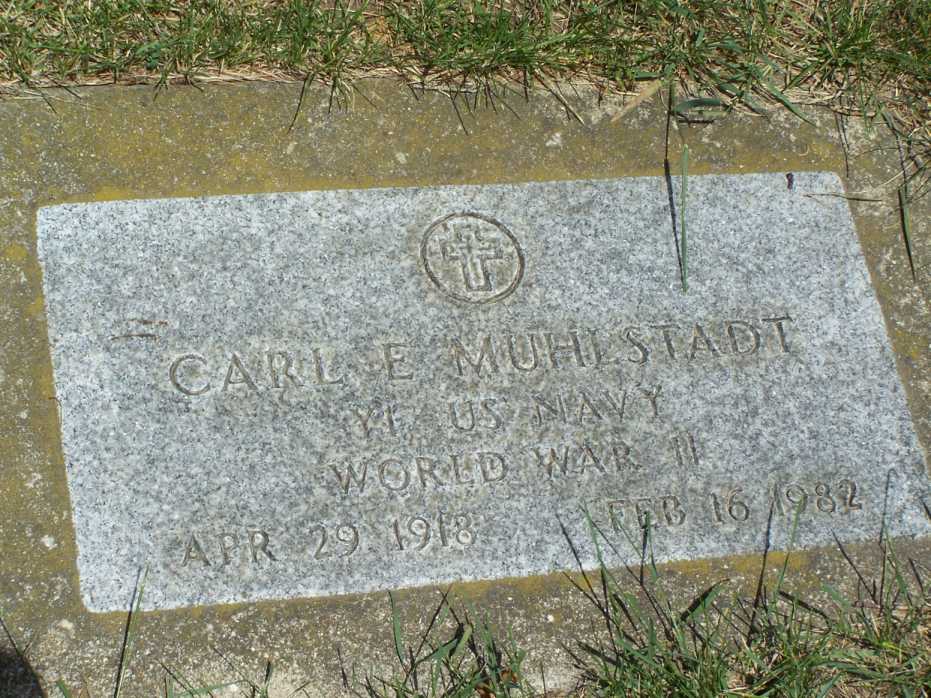 CARL E MUHLSTADT
Y1 US NAVY
WORLD WAR II
APR 29 1918 FEB 16 1982